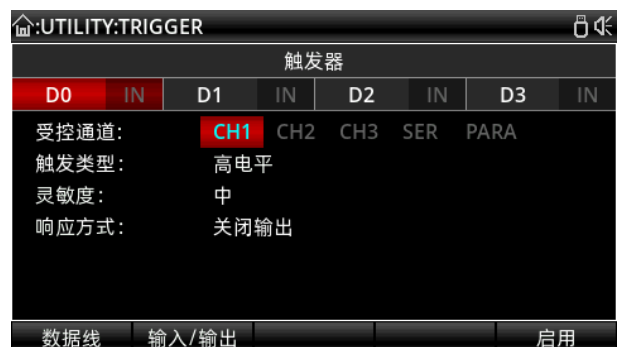 :UTILITY:TRIGGER
触发器
D0 IN D1 IN D2 IN D3 IN
受控通道: CH1 CH2 CH3 SER PARA
触发类型: 高电平
灵敏度: 中
响应方式: 关闭输出
数据线 输入/输出 启用